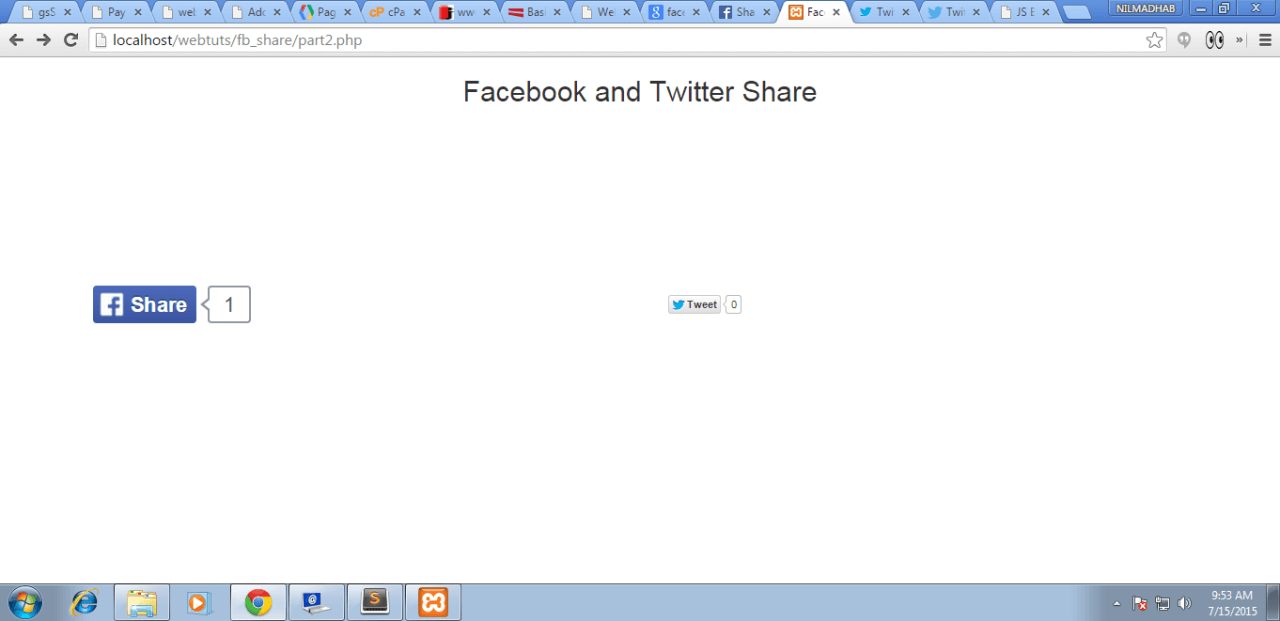 gsS
Pay
wel
Adc
Pag
cPa
ww
Basi
We
face
Sha
Fac
Twi
Twit
JS E
NILMADHAB
localhost/webtuts/fb_share/part2.php
Facebook and Twitter Share
Share 1
Tweet 0
9:53 AM
7/15/2015